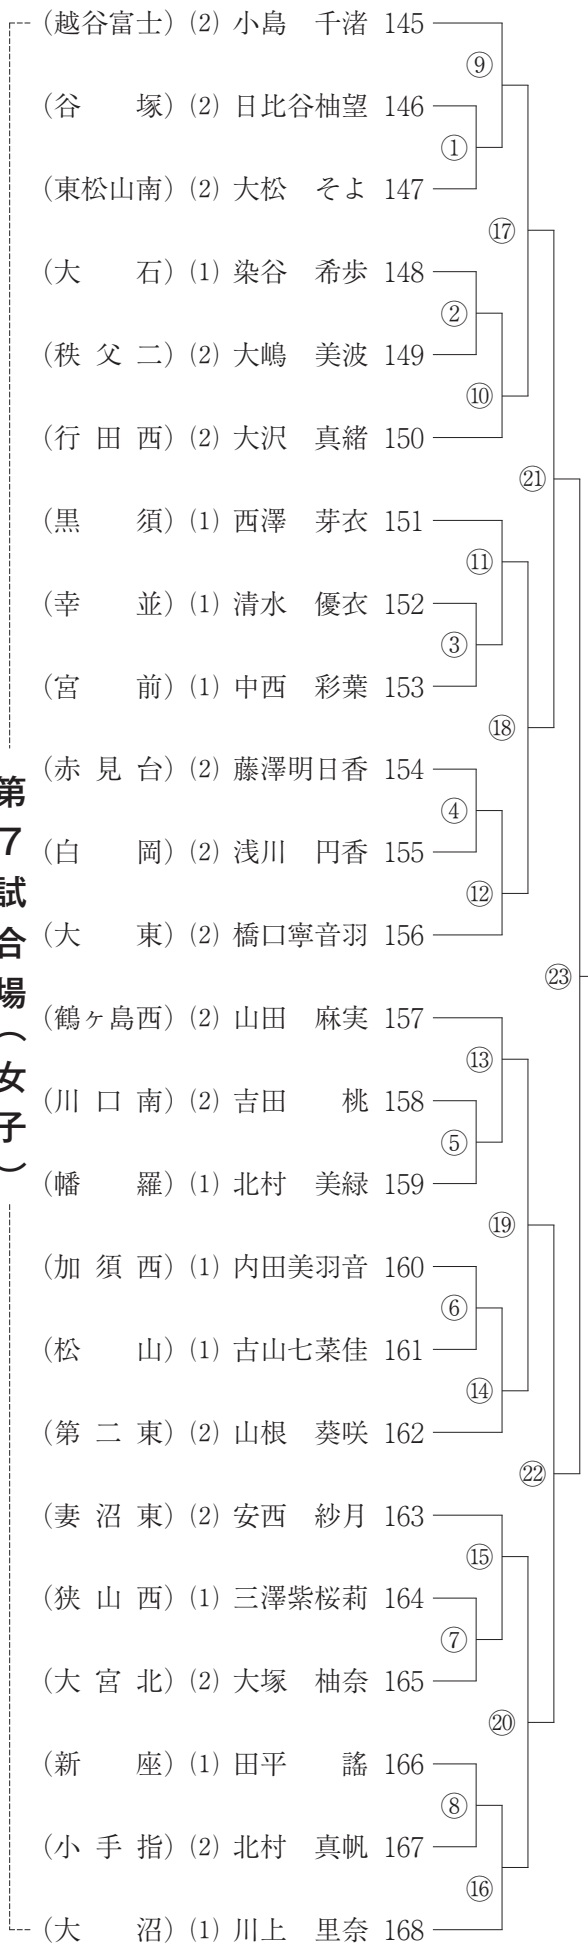 (越谷富士) (2) 小島 千渚 145
⑨
(谷 塚) (2) 日比谷柚望 146
①
(東松山南) (2) 大松 そよ 147
⑰
(大 石) (1) 染谷 希歩 148
②
(秩父二) (2) 大嶋 美波 149
⑩
(行田西) (2) 大沢 真緒 150
㉑
(黒 須) (1) 西澤 芽衣 151
⑪
(幸 並) (1) 清水 優衣 152
③
(宮 前) (1) 中西 彩葉 153
⑱
(赤見台) (2) 藤澤明日香 154
④
(白 岡) (2) 浅川 円香 155
⑫
(大 東) (2) 橋口寧音羽 156
㉓
(鶴ヶ島西) (2) 山田 麻実 157
⑬
(川口南) (2) 吉田 桃 158
⑤
(幡 羅) (1) 北村 美緑 159
⑲
(加須西) (1) 内田美羽音 160
⑥
(松 山) (1) 古山七菜佳 161
⑭
(第二東) (2) 山根 葵咲 162
㉒
(妻沼東) (2) 安西 紗月 163
⑮
(狭山西) (1) 三澤紫桜莉 164
⑦
(大宮北) (2) 大塚 柚奈 165
⑳
(新 座) (1) 田平 謠 166
⑧
(小手指) (2) 北村 真帆 167
⑯
(大 沼) (1) 川上 里奈 168
第7試合場(女子)